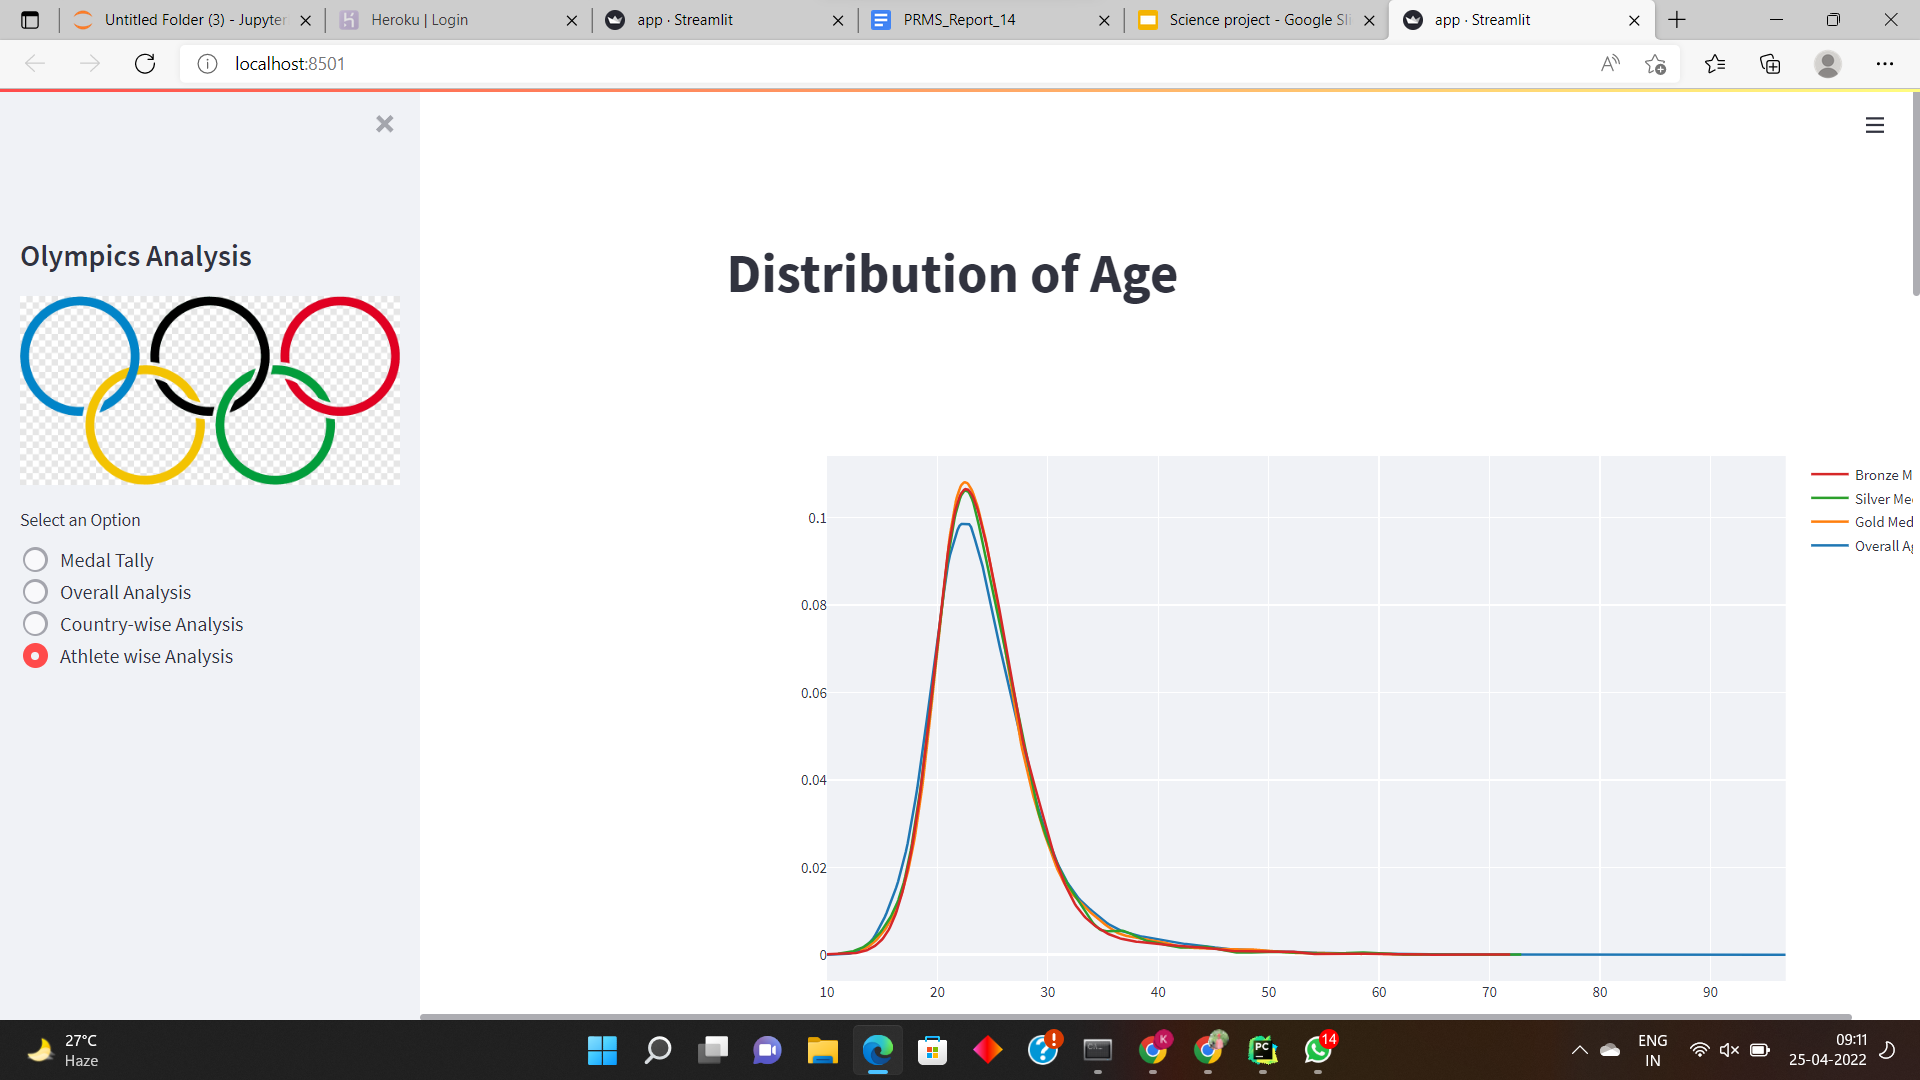 Untitled Folder (3) - Jupyter
Heroku | Login
app · Streamlit
PRMS_Report_14
Science project - Google Sli
app · Streamlit
localhost:8501
Olympics Analysis
Select an Option
Medal Tally
Overall Analysis
Country-wise Analysis
Athlete wise Analysis
Distribution of Age
Bronze M
Silver Me
Gold Med
Overall Ag
0.1
0.08
0.06
0.04
0.02
0
10 20 30 40 50 60 70 80 90
27°C
Haze
K
PC
14
ENG
IN
09:11
25-04-2022